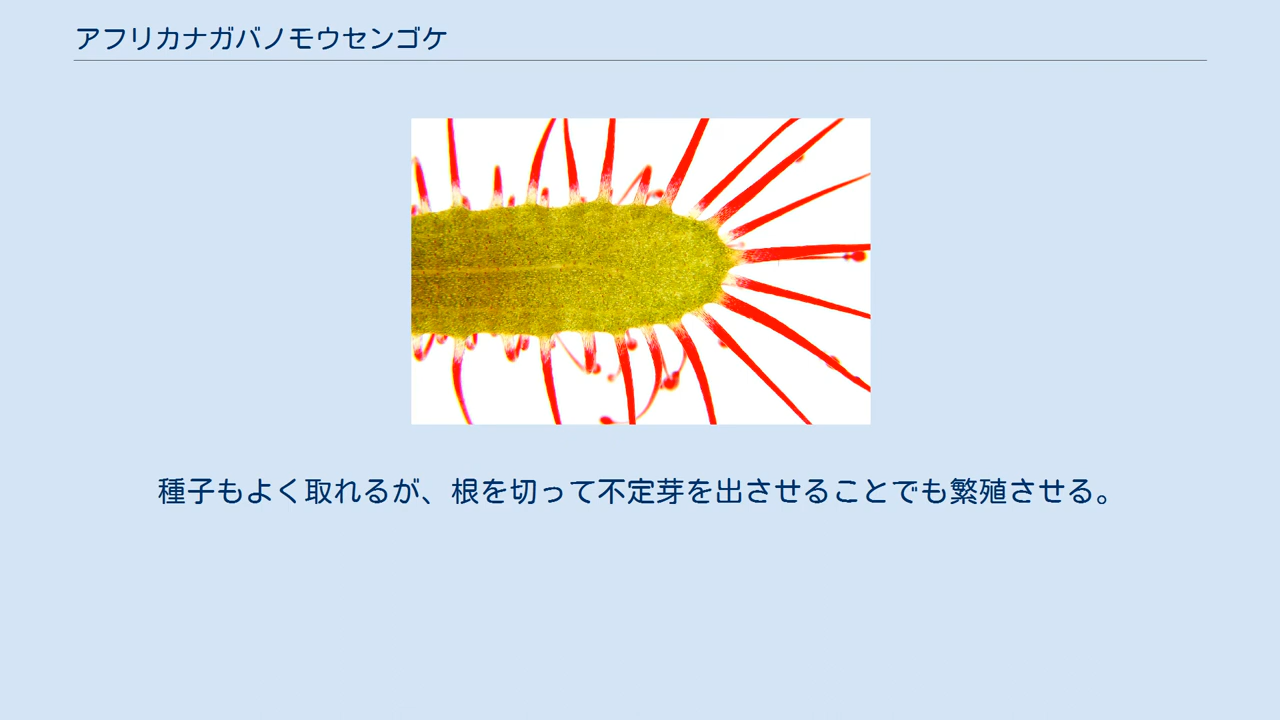 アフリカナガバノモウセンゴケ
種子もよく取れるが、根を切って不定芽を出させることでも繁殖させる。